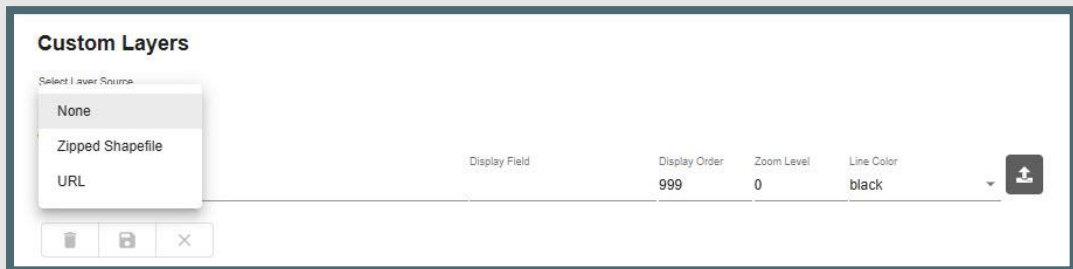 Custom Layers
Select Layer Source
None
Zipped Shapefile
URL
Display Field
Display Order
Zoom Level
Line Color
999
0
black